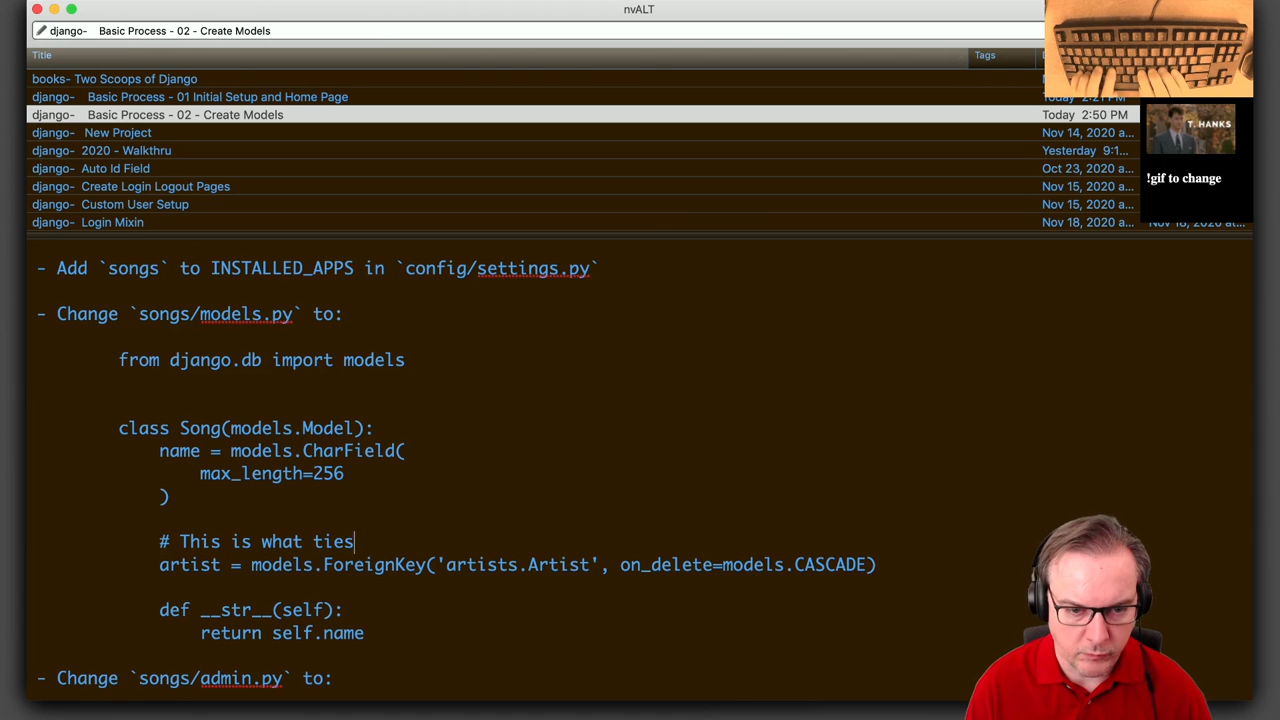 nvALT
django-   Basic Process - 02 - Create Models
Title
Tags
books- Two Scoops of Django
django-   Basic Process - 01 Initial Setup and Home Page
Today 2:21 PM
django-   Basic Process - 02 - Create Models
Today 2:50 PM
django-  New Project
Nov 14, 2020 a...
django-  2020 - Walkthru
Yesterday 9:1...
django-  Auto Id Field
Oct 23, 2020 a...
django-  Create Login Logout Pages
Nov 15, 2020 a...
django-  Custom User Setup
Nov 15, 2020 a...
django-  Login Mixin
Nov 18, 2020 a...
T. HANKS
!gif to change
- Add `songs` to INSTALLED_APPS in `config/settings.py`
- Change `songs/models.py` to:
from django.db import models
class Song(models.Model):
name = models.CharField(
max_length=256
)
# This is what ties
artist = models.ForeignKey('artists.Artist', on_delete=models.CASCADE)
def __str__(self):
return self.name
- Change `songs/admin.py` to: